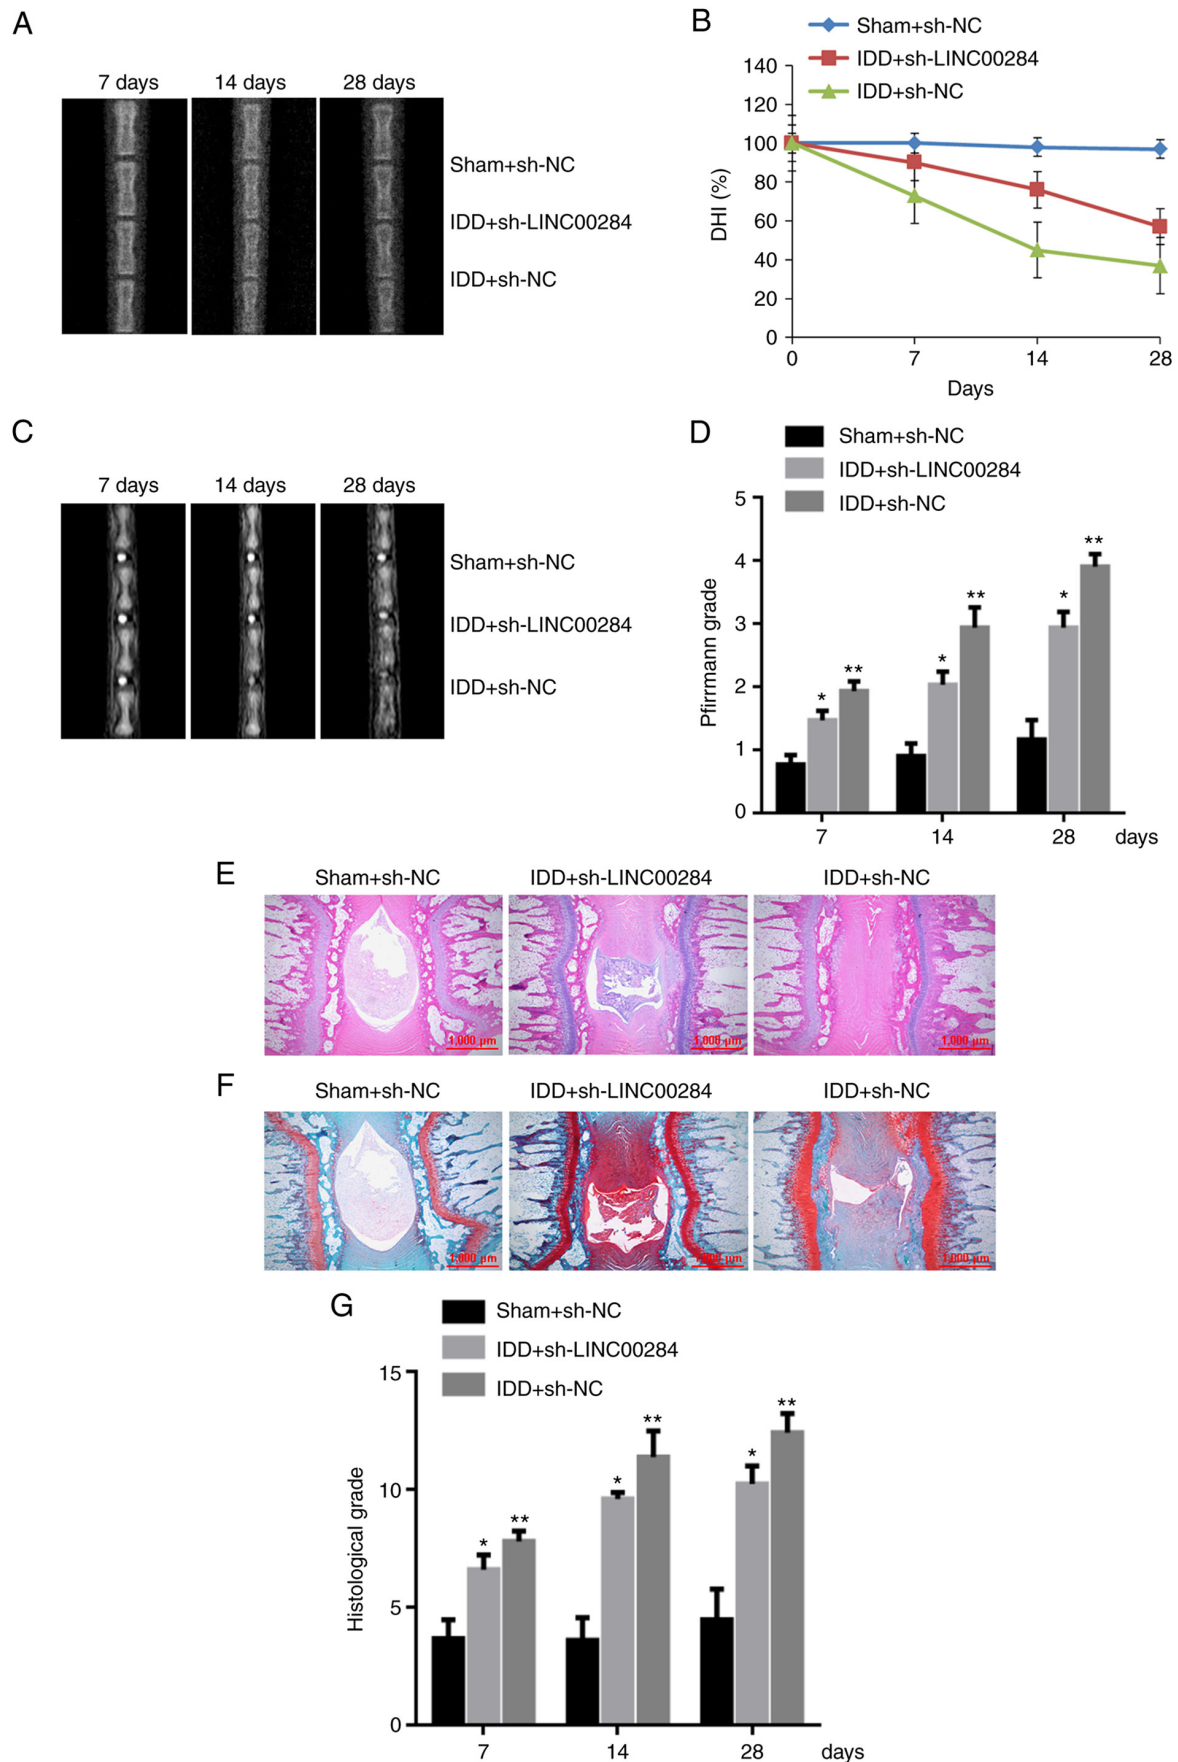 A
7 days 14 days 28 days
Sham+sh-NC
IDD+sh-LINC00284
IDD+sh-NC
B
Sham+sh-NC
IDD+sh-LINC00284
IDD+sh-NC
140
120
100
80
60
40
20
0
DHI (%)
0 7 14 28
Days
C
7 days 14 days 28 days
Sham+sh-NC
IDD+sh-LINC00284
IDD+sh-NC
D
Sham+sh-NC
IDD+sh-LINC00284
IDD+sh-NC
5
4
3
2
1
0
Pfirrmann grade
* ** * ** * **
7 14 28 days
E
Sham+sh-NC IDD+sh-LINC00284 IDD+sh-NC
1,000 µm 1,000 µm 1,000 µm
F
Sham+sh-NC IDD+sh-LINC00284 IDD+sh-NC
1,000 µm 1,000 µm 1,000 µm
G
Sham+sh-NC
IDD+sh-LINC00284
IDD+sh-NC
15
10
5
0
Histological grade
* ** * ** * **
7 14 28 days